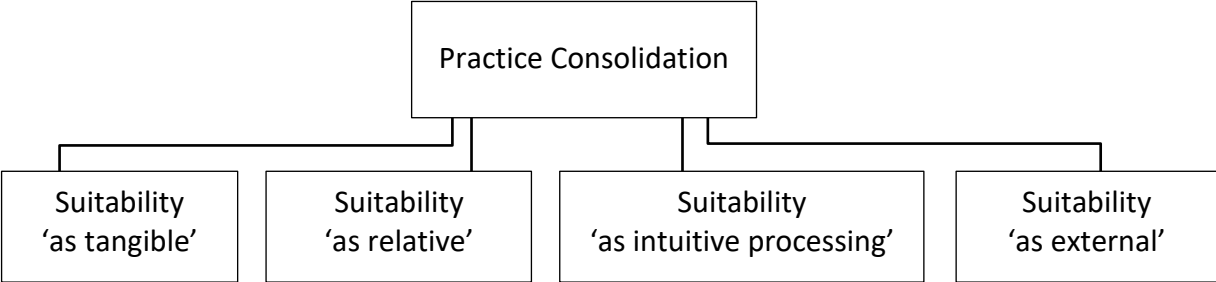 Practice Consolidation
Suitability
‘as tangible’
Suitability
‘as relative’
Suitability
‘as intuitive processing’
Suitability
‘as external’